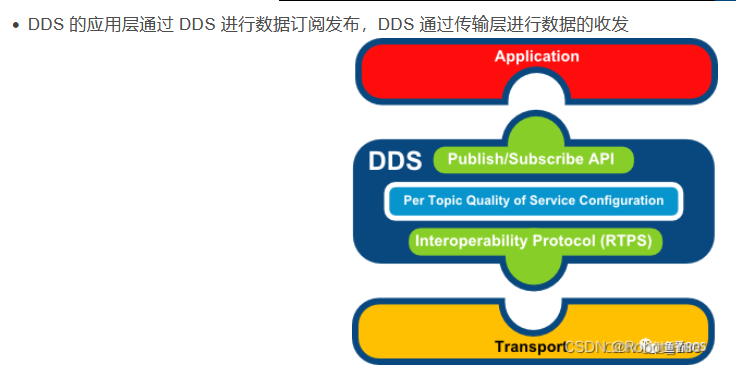 DDS 的应用层通过 DDS 进行数据订阅发布，DDS 通过传输层进行数据的收发
Application
DDS
Publish/Subscribe API
Per Topic Quality of Service Configuration
Interoperability Protocol (RTPS)
Transport